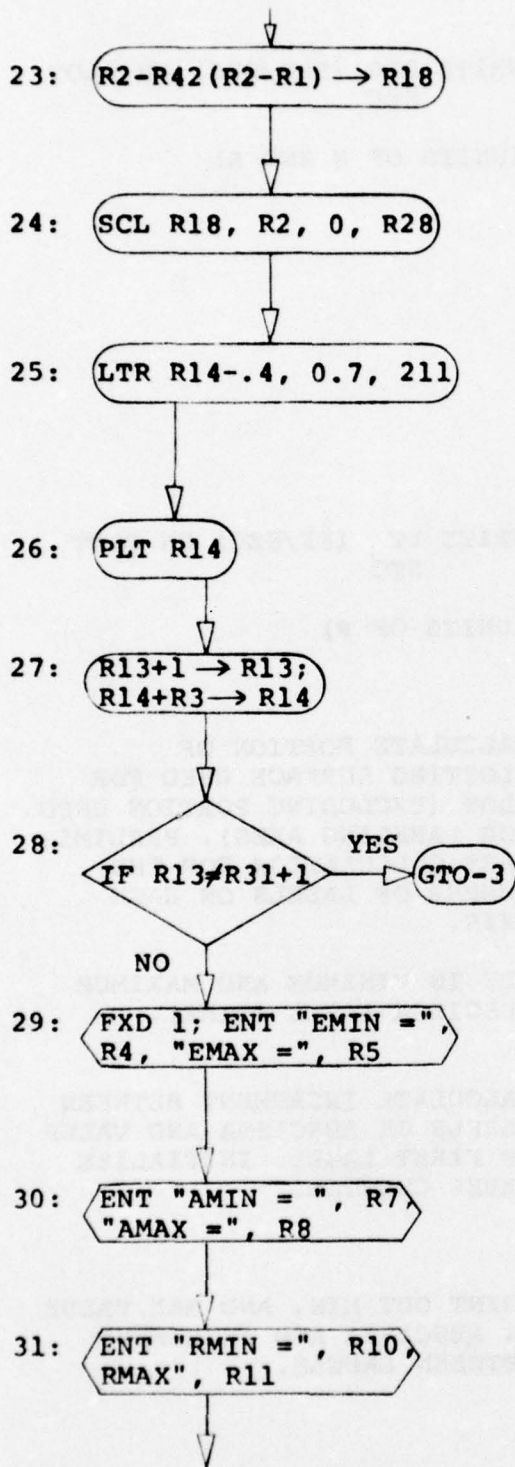 23: R2-R42(R2-R1) → R18
24: SCL R18, R2, 0, R28
25: LTR R14-.4, 0.7, 211
26: PLT R14
27: R13+1 → R13;
R14+R3 → R14
28: IF R13≠R31+1
YES
GTO-3
NO
29: FXD 1; ENT "EMIN =",
R4, "EMAX =", R5
30: ENT "AMIN = ", R7,
"AMAX =", R8
31: ENT "RMIN =", R10,
RMAX", R11